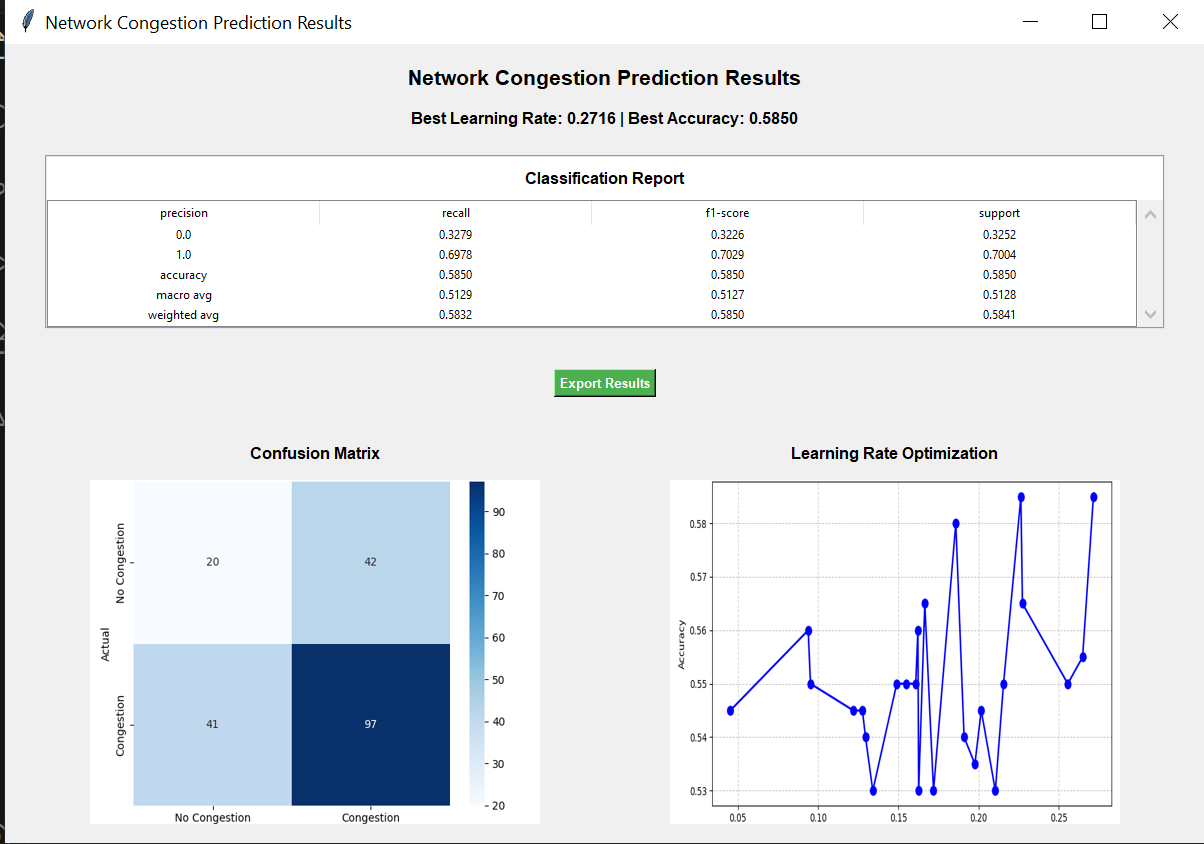 Network Congestion Prediction Results
Network Congestion Prediction Results
Best Learning Rate: 0.2716 | Best Accuracy: 0.5850
Classification Report
precision recall f1-score support
0.0 0.3279 0.3226 0.3252
1.0 0.6978 0.7029 0.7004
accuracy 0.5850 0.5850 0.5850
macro avg 0.5129 0.5127 0.5128
weighted avg 0.5832 0.5850 0.5841
Export Results
Confusion Matrix
Actual
No Congestion
Congestion
20 42
41 97
No Congestion Congestion
90
80
70
60
50
40
30
20
Learning Rate Optimization
Accuracy
0.58
0.57
0.56
0.55
0.54
0.53
0.05 0.10 0.15 0.20 0.25